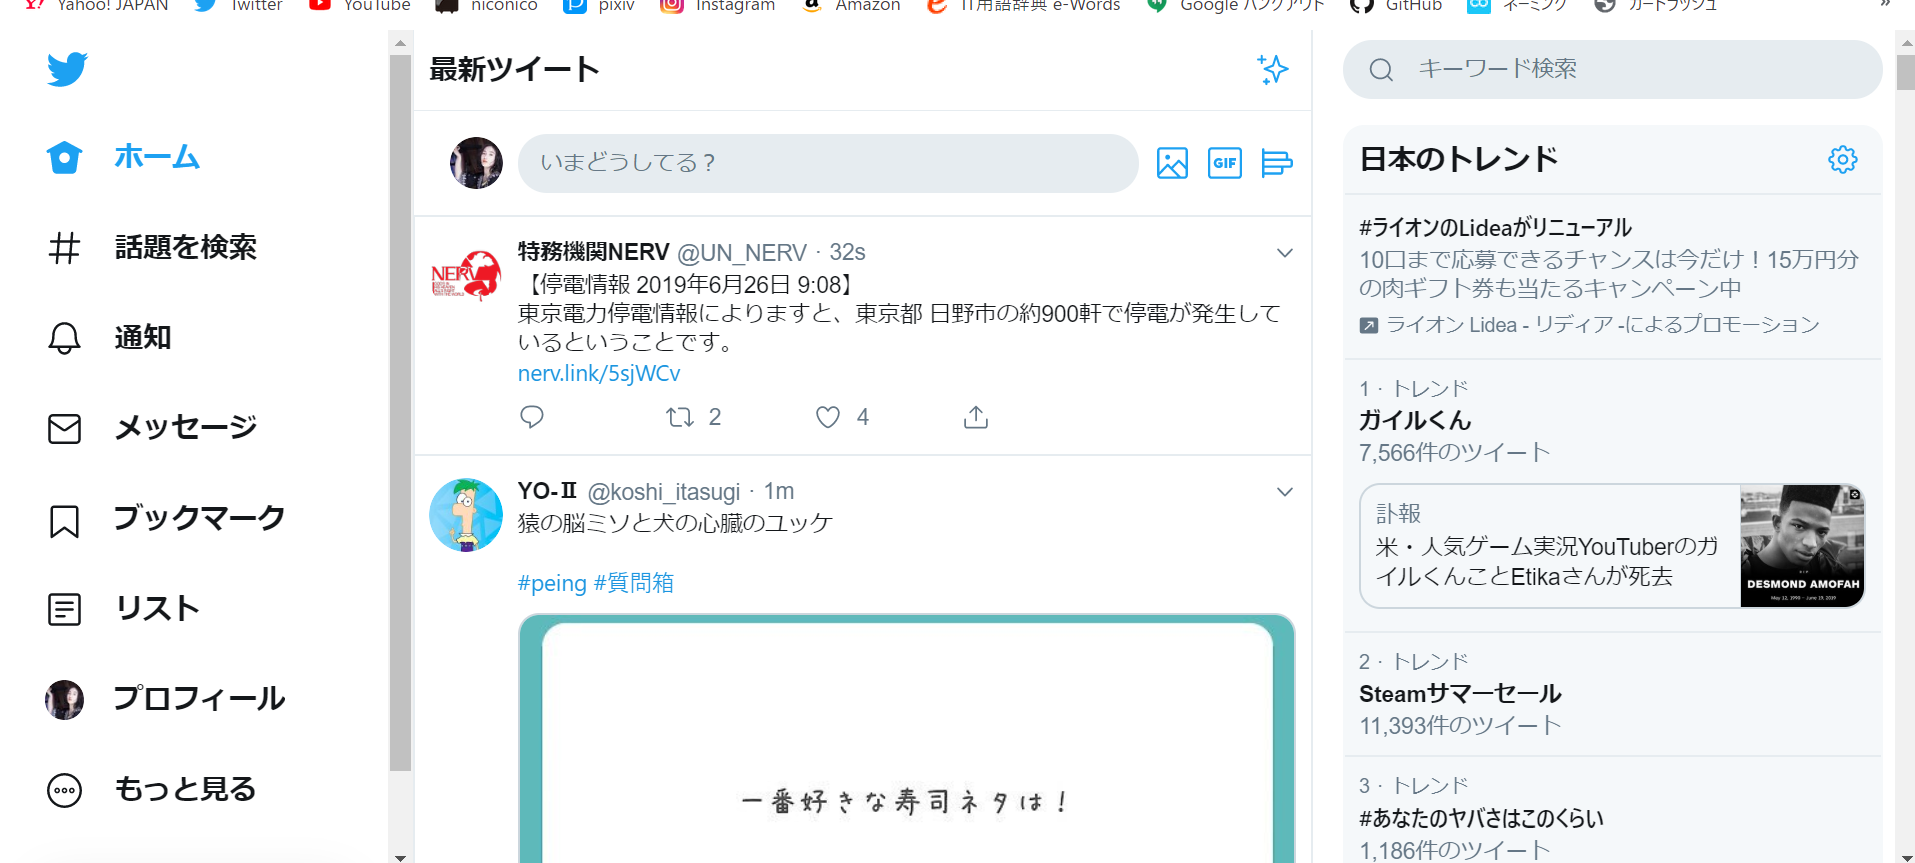 Yahoo! JAPAN Twitter YouTube niconico pixiv Instagram Amazon IT用語辞典 e-Words Google ハングアウト GitHub ネーミング カードラッシュ »
最新ツイート
キーワード検索
ホーム
話題を検索
通知
メッセージ
ブックマーク
リスト
プロフィール
もっと見る
いまどうしてる?
GIF
NERV
特務機関NERV @UN_NERV · 32s
【停電情報 2019年6月26日 9:08】
東京電力停電情報によりますと、東京都 日野市の約900軒で停電が発生して
いるということです。
nerv.link/5sjWCv
2
4
YO-Ⅱ @koshi_itasugi · 1m
猿の脳ミソと犬の心臓のユッケ
#peing #質問箱
一番好きな寿司ネタは!
日本のトレンド
#ライオンのLideaがリニューアル
10口まで応募できるチャンスは今だけ!15万円分
の肉ギフト券も当たるキャンペーン中
ライオン Lidea - リディア -によるプロモーション
1 · トレンド
ガイルくん
7,566件のツイート
訃報
米・人気ゲーム実況YouTuberのガ
イルくんことEtikaさんが死去
DESMOND AMOFAH
May 12, 1990 — June 19, 2019
2 · トレンド
Steamサマーセール
11,393件のツイート
3 · トレンド
#あなたのヤバさはこのくらい
1,186件のツイート